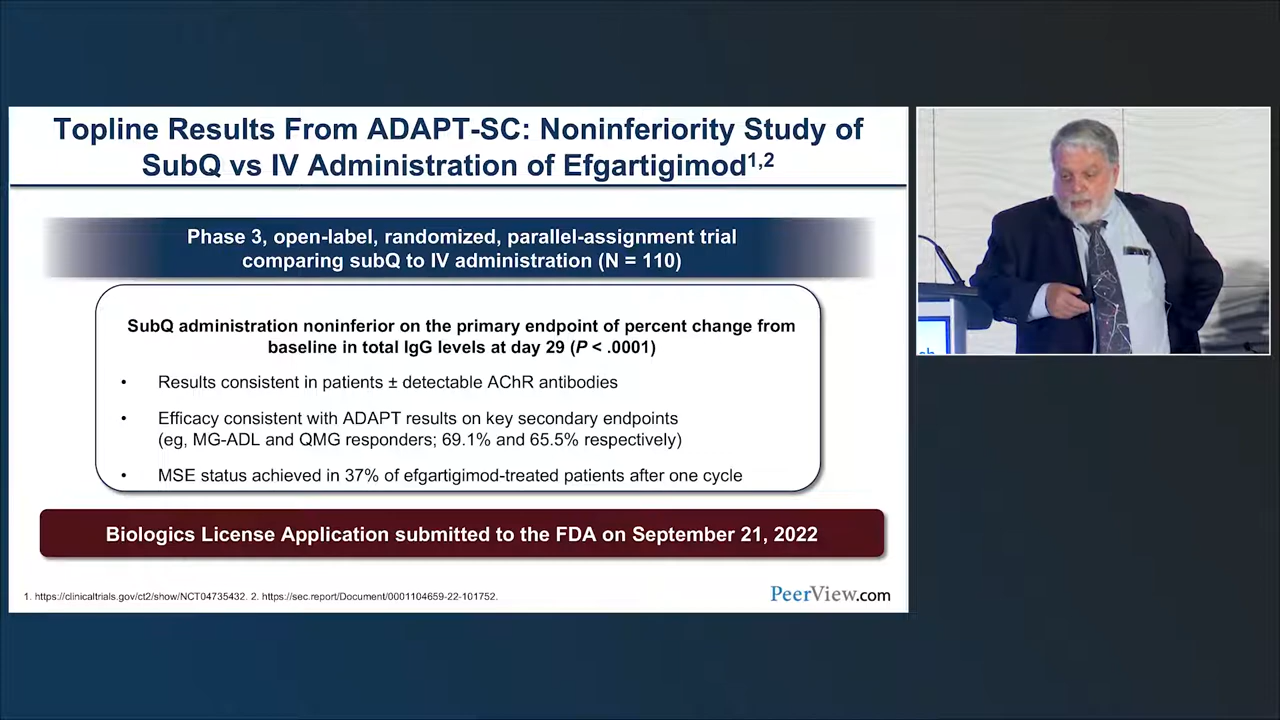 Topline Results From ADAPT-SC: Noninferiority Study of
SubQ vs IV Administration of Efgartigimod1,2
Phase 3, open-label, randomized, parallel-assignment trial
comparing subQ to IV administration (N = 110)
SubQ administration noninferior on the primary endpoint of percent change from
baseline in total IgG levels at day 29 (P < .0001)
• Results consistent in patients ± detectable AChR antibodies
• Efficacy consistent with ADAPT results on key secondary endpoints
(eg, MG-ADL and QMG responders; 69.1% and 65.5% respectively)
• MSE status achieved in 37% of efgartigimod-treated patients after one cycle
Biologics License Application submitted to the FDA on September 21, 2022
1. https://clinicaltrials.gov/ct2/show/NCT04735432. 2. https://sec.report/Document/0001104659-22-101752.
PeerView.com